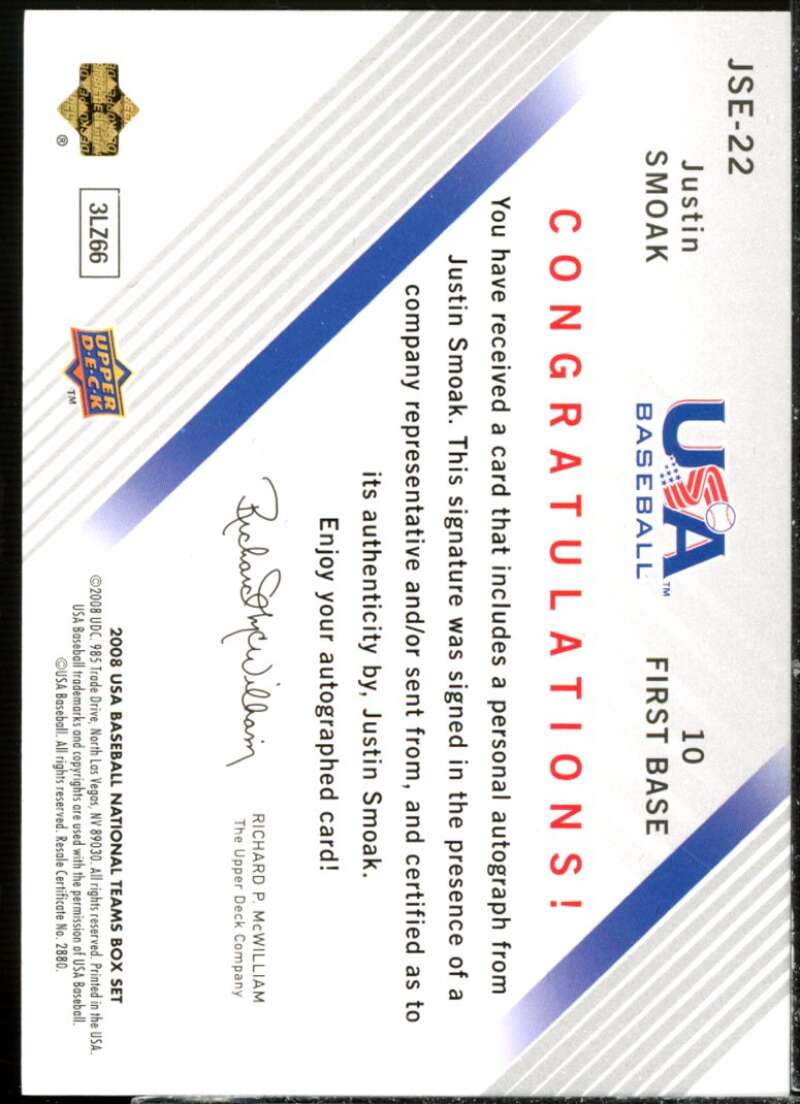 JSE-22
Justin
SMOAK
USA
BASEBALL™
10
FIRST BASE
CONGRATULATIONS!
You have received a card that includes a personal autograph from
Justin Smoak. This signature was signed in the presence of a
company representative and/or sent from, and certified as to
its authenticity by, Justin Smoak.
Enjoy your autographed card!
Richard P. McWilliam
RICHARD P. McWILLIAM
The Upper Deck Company
®
3LZ66
UPPER
DECK
™
2008 USA BASEBALL NATIONAL TEAMS BOX SET
©2008 UDC. 985 Trade Drive, North Las Vegas, NV 89030. All rights reserved. Printed in the USA.
USA Baseball trademarks and copyrights are used with the permission of USA Baseball.
©USA Baseball. All rights reserved. Resale Certificate No. 2880.